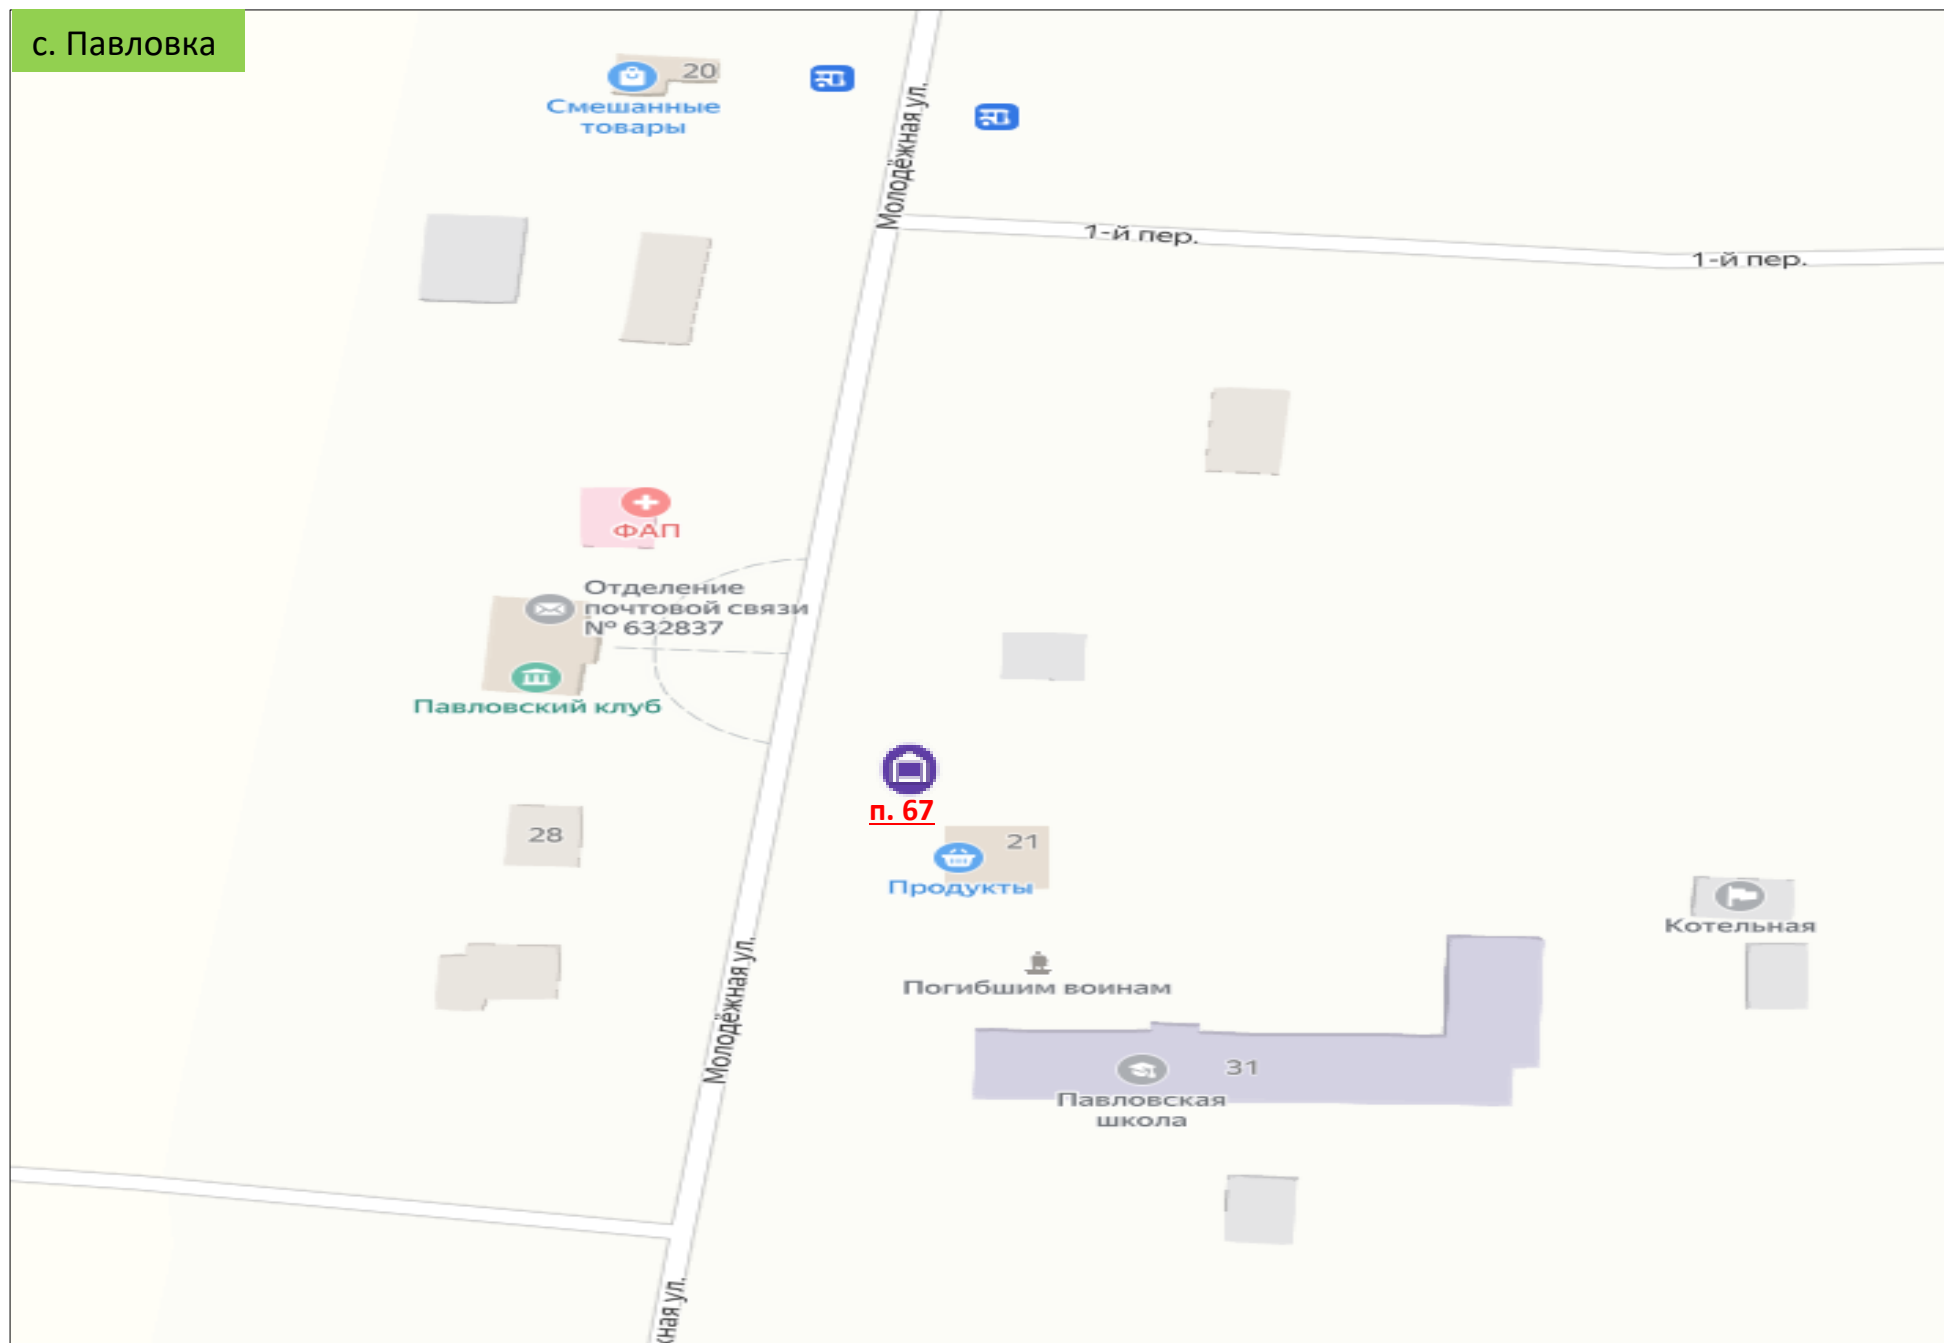 с. Павловка
20
Смешанные
товары
Молодёжная ул.
1-й пер.
1-й пер.
ФАП
Отделение
почтовой связи
№ 632837
Павловский клуб
п. 67
28
21
Продукты
Котельная
Молодёжная ул.
Погибшим воинам
31
Павловская
школа
жная ул.